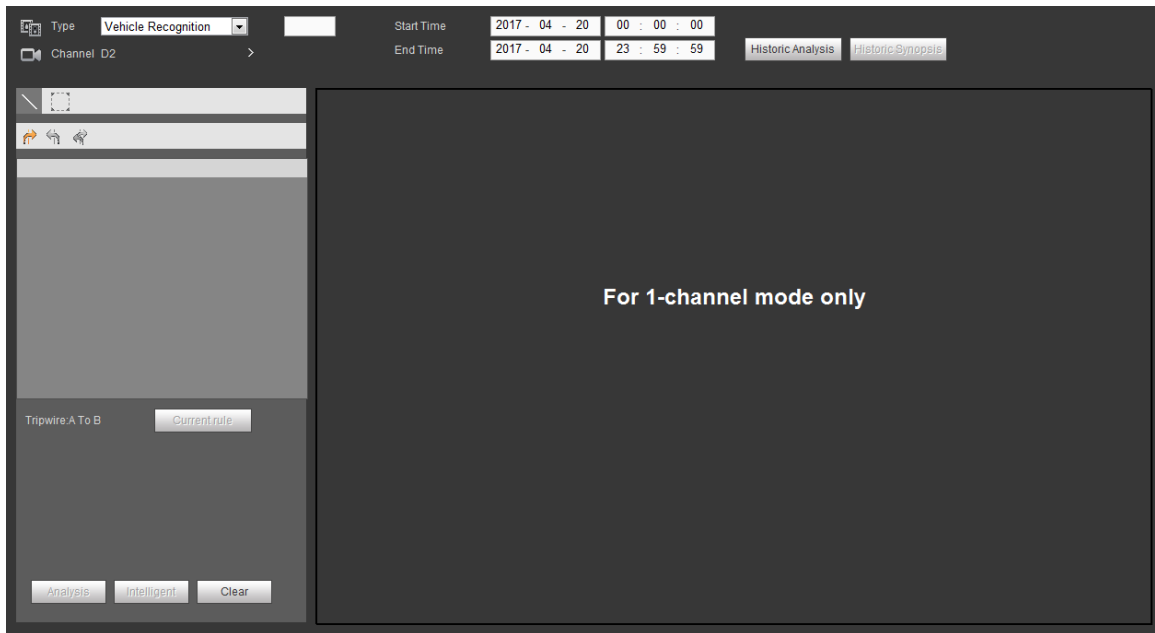 Type Vehicle Recognition Start Time 2017 - 04 - 20 00 : 00 : 00
Channel D2 > End Time 2017 - 04 - 20 23 : 59 : 59 Historic Analysis Historic Synopsis
For 1-channel mode only
Tripwire:A To B Current rule
Analysis Intelligent Clear